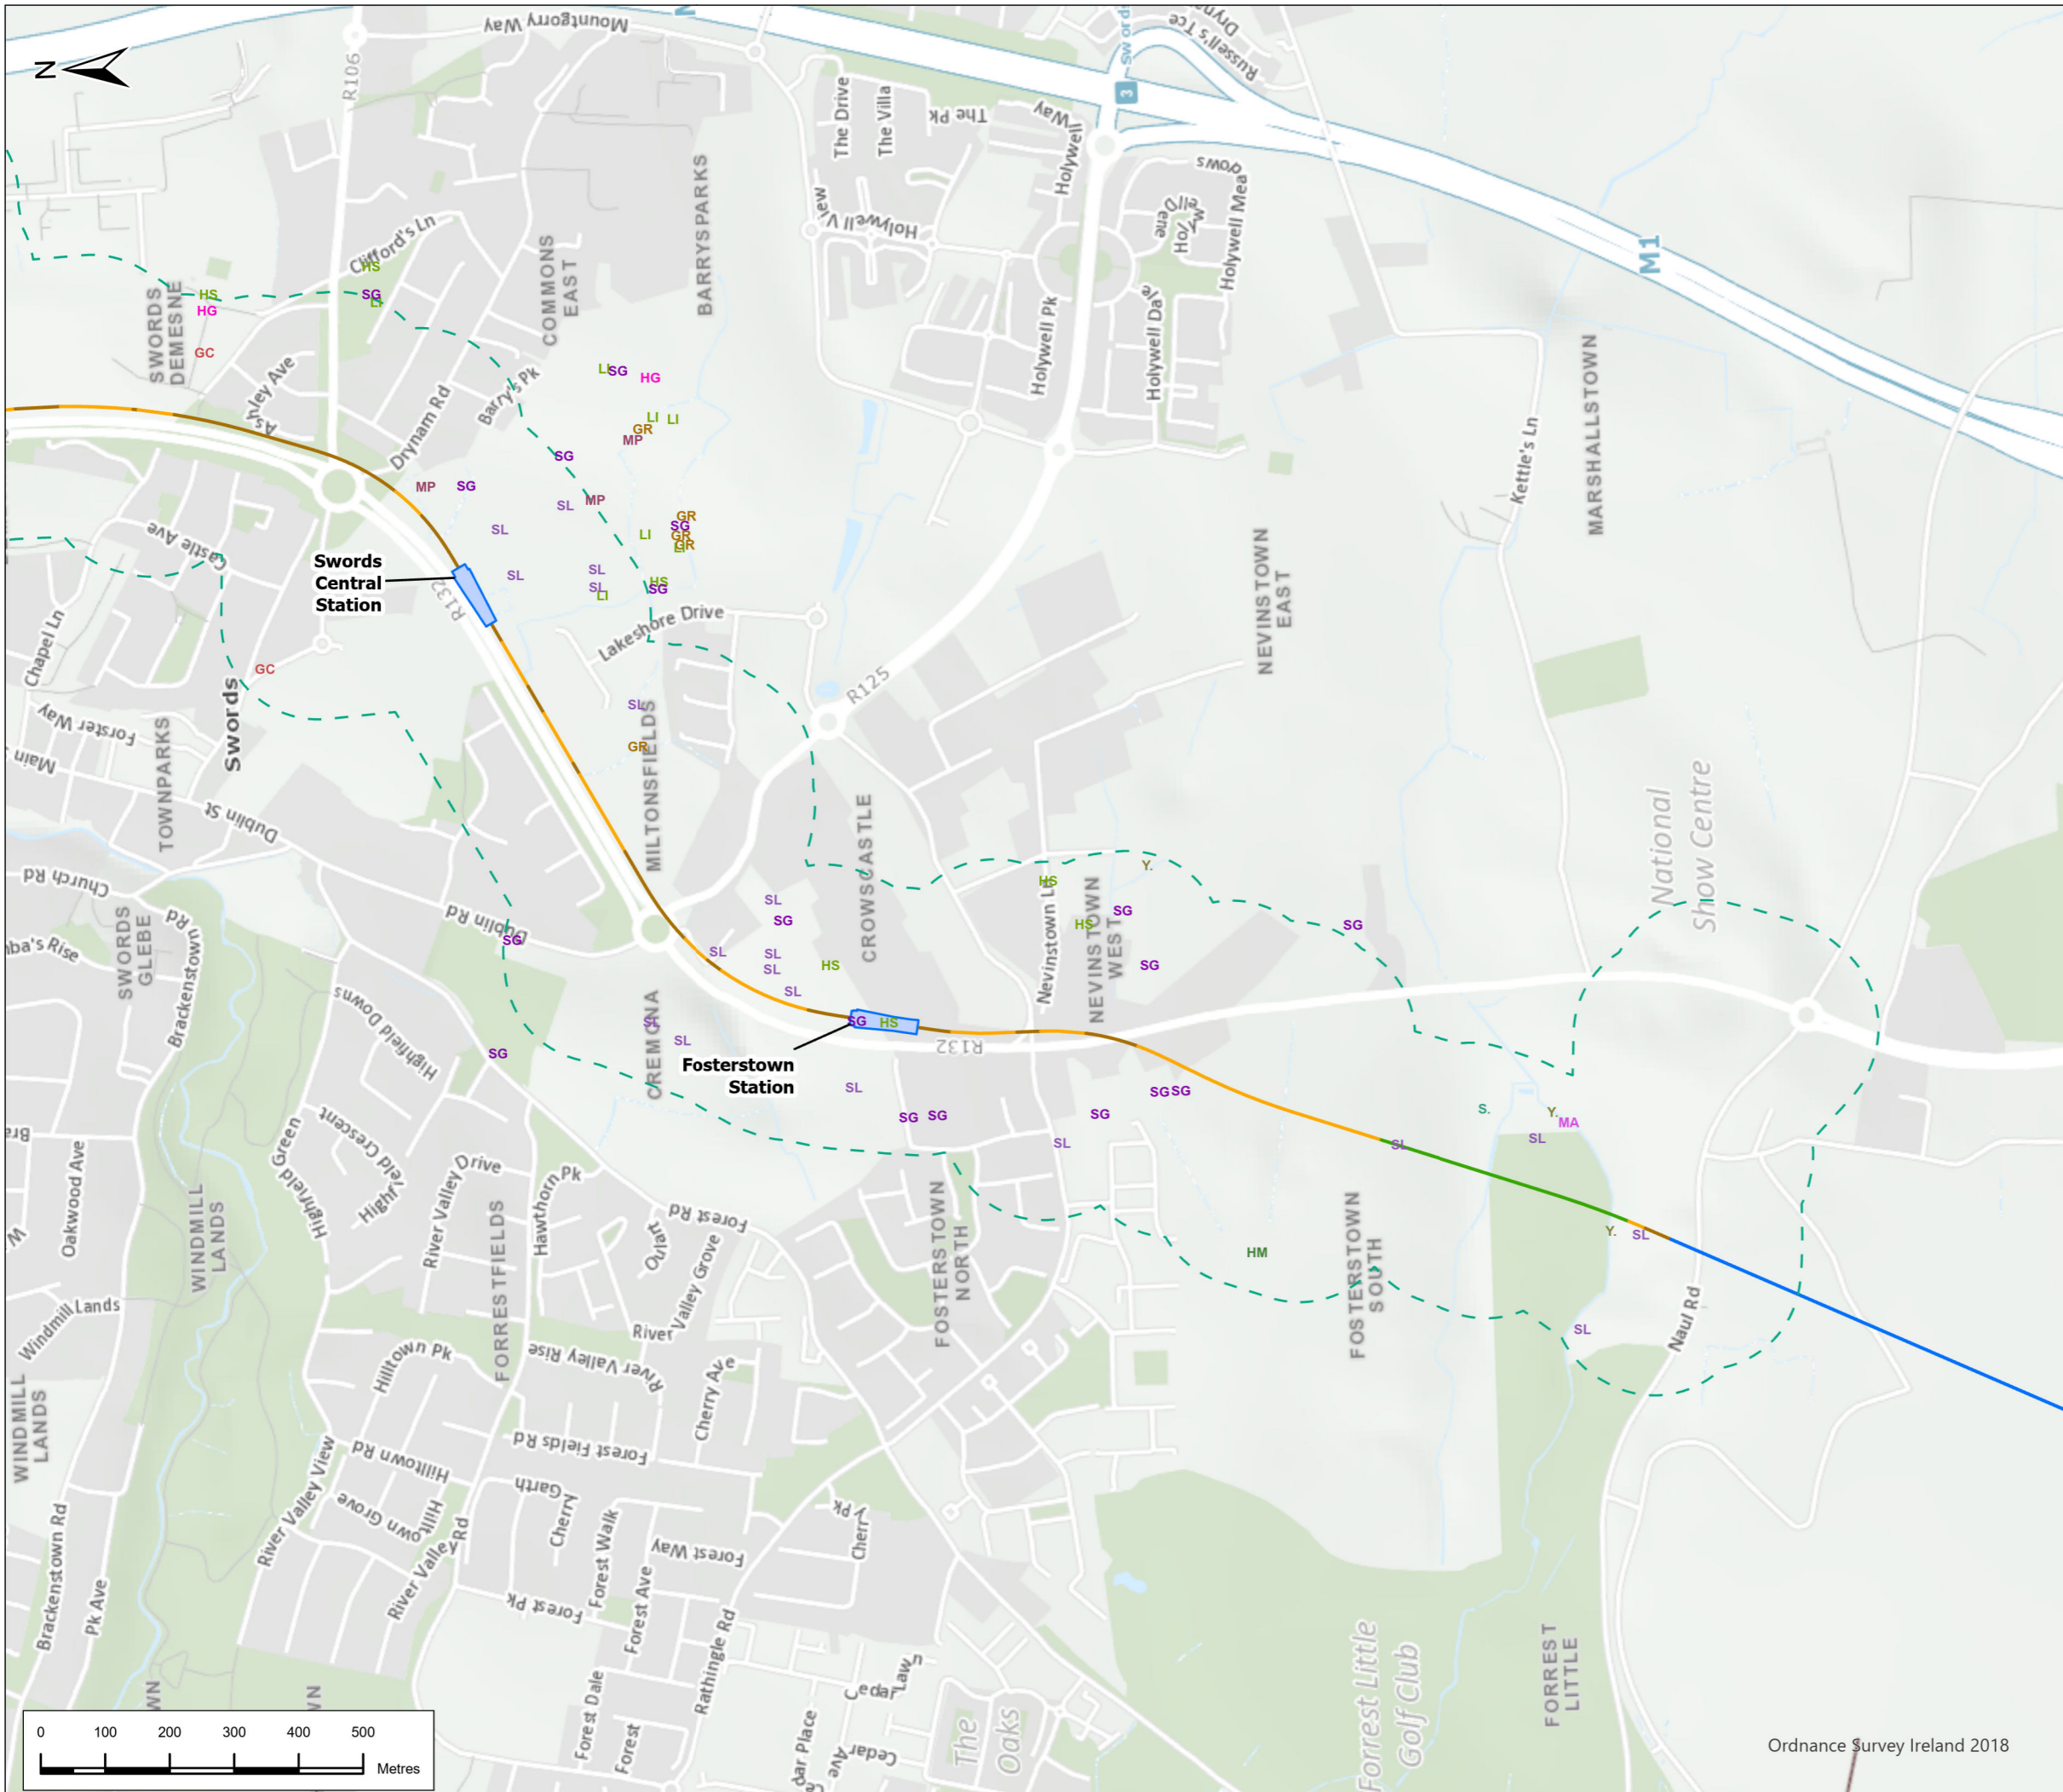 N
R106
Mountgorry Way
Swords
Russell's Tce
3
The Drive
The Villa
The Pk
Holywell
Way
Holywell View
Holywell
Dene
Holywell Meadows
Holywell Pk
Holywell Dale
M1
Clifford's Ln
HS
SG
LI
SWORDS
DEMESNE
HS
HG
GC
COMMONS
EAST
BARRYSPARKS
Ashley Ave
Drynam Rd
Barry's Pk
LI
SG
HG
LI
LI
GR
MP
SG
MP
SG
SL
MP
SL
GR
SG
GR
GR
LI
LI
SL
SL
SL
LI
HS
SG
Castle Ave
Swords
Central
Station
R132
Chapel Ln
GC
Lakeshore Drive
R125
Kettle's Ln
MARSHALLSTOWN
NEVINSTOWN
EAST
Forster Way
Main
TOWNPARKS
Swords
Dublin St
SL
GR
MILTONSFIELDS
CROWSCASTLE
National
Show Centre
Church Rd
SWORDS
GLEBE
Brackenstown Rd
Dublin Rd
SG
SL
SG
SL
SL
SL
SL
HS
HS
Y.
HS
SG
SG
SG
Nevinstown Ln
NEVINSTOWN
WEST
Highfield Downs
SG
CREMONA
SL
SL
SG
HS
Fosterstown
Station
R132
SL
SG
SG
SG
SG
SG
SL
SL
S.
Y.
MA
SL
Y.
SL
SL
HM
Oakwood Ave
WINDMILL
LANDS
Highfield Green
Highfield Crescent
River Valley Drive
Hawthorn Pk
FORRESTFIELDS
Outlart
Forest Rd
River Valley Grove
FOSTERSTOWN
NORTH
FOSTERSTOWN
SOUTH
Naul Rd
Windmill Lands
WINDMILL
LANDS
Hilltown Pk
River Valley Rise
Cherry Ave
Hilltown Rd
Forest Fields Rd
River Valley View
Hilltown Grove
Cherry
Garth
Forest Walk
Forest Way
Cherry Pk
Brackenstown Rd
Pk Ave
River Valley Rd
Forest Pk
Forest Ave
Rathingle Rd
Forest Dale
Forest
Cedar Lawn
Cedar Ave
The
Oaks
Forrest Little
Golf Club
FORREST
LITTLE
0 100 200 300 400 500
Metres
Ordnance Survey Ireland 2018